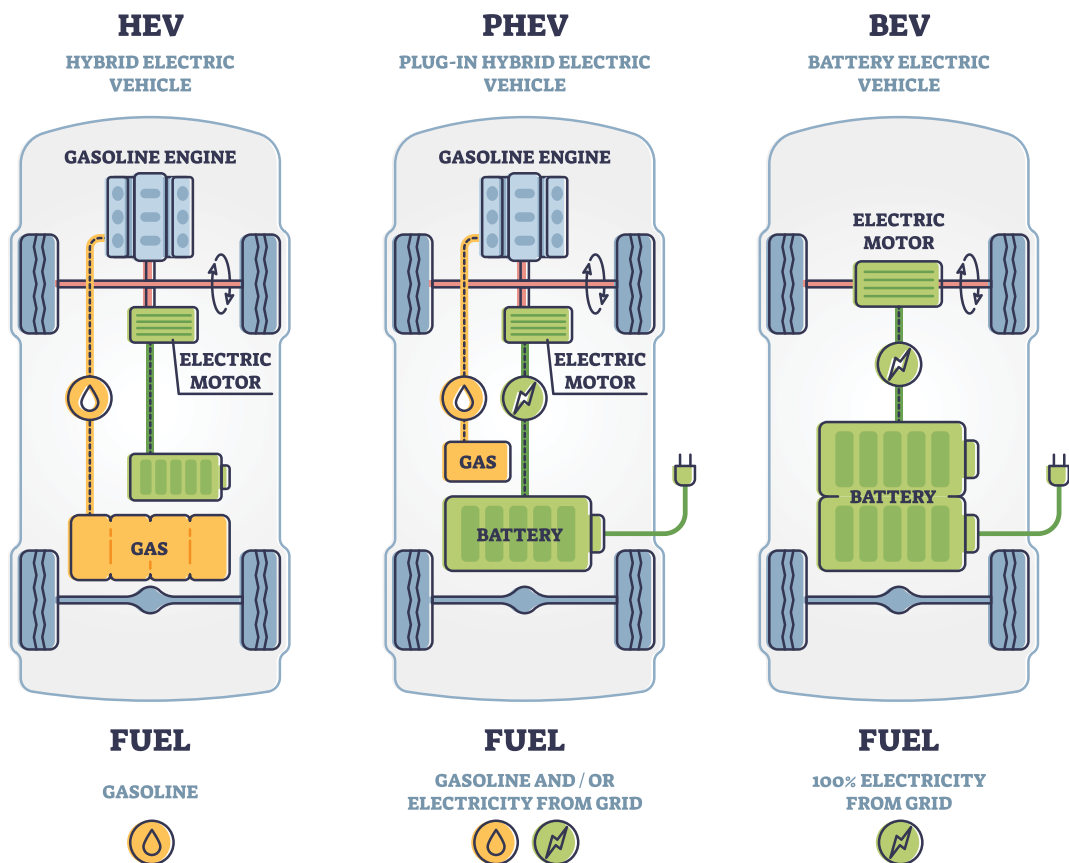 HEV
HYBRID ELECTRIC
VEHICLE
GASOLINE ENGINE
ELECTRIC
MOTOR
GAS
FUEL
GASOLINE
PHEV
PLUG-IN HYBRID ELECTRIC
VEHICLE
GASOLINE ENGINE
ELECTRIC
MOTOR
GAS
BATTERY
FUEL
GASOLINE AND / OR
ELECTRICITY FROM GRID
BEV
BATTERY ELECTRIC
VEHICLE
ELECTRIC
MOTOR
BATTERY
FUEL
100% ELECTRICITY
FROM GRID